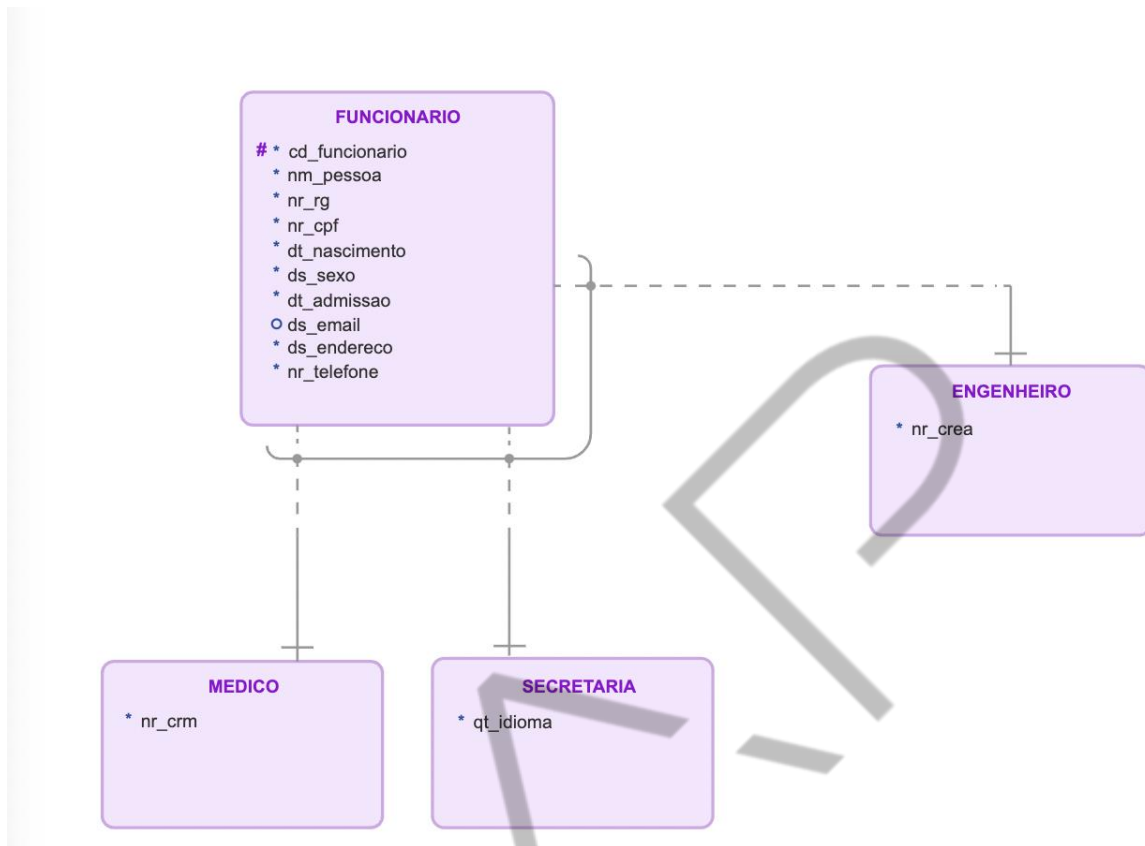 FUNCIONARIO
# * cd_funcionario
* nm_pessoa
* nr_rg
* nr_cpf
* dt_nascimento
* ds_sexo
* dt_admissao
o ds_email
* ds_endereco
* nr_telefone
ENGENHEIRO
* nr_crea
MEDICO
* nr_crm
SECRETARIA
* qt_idioma